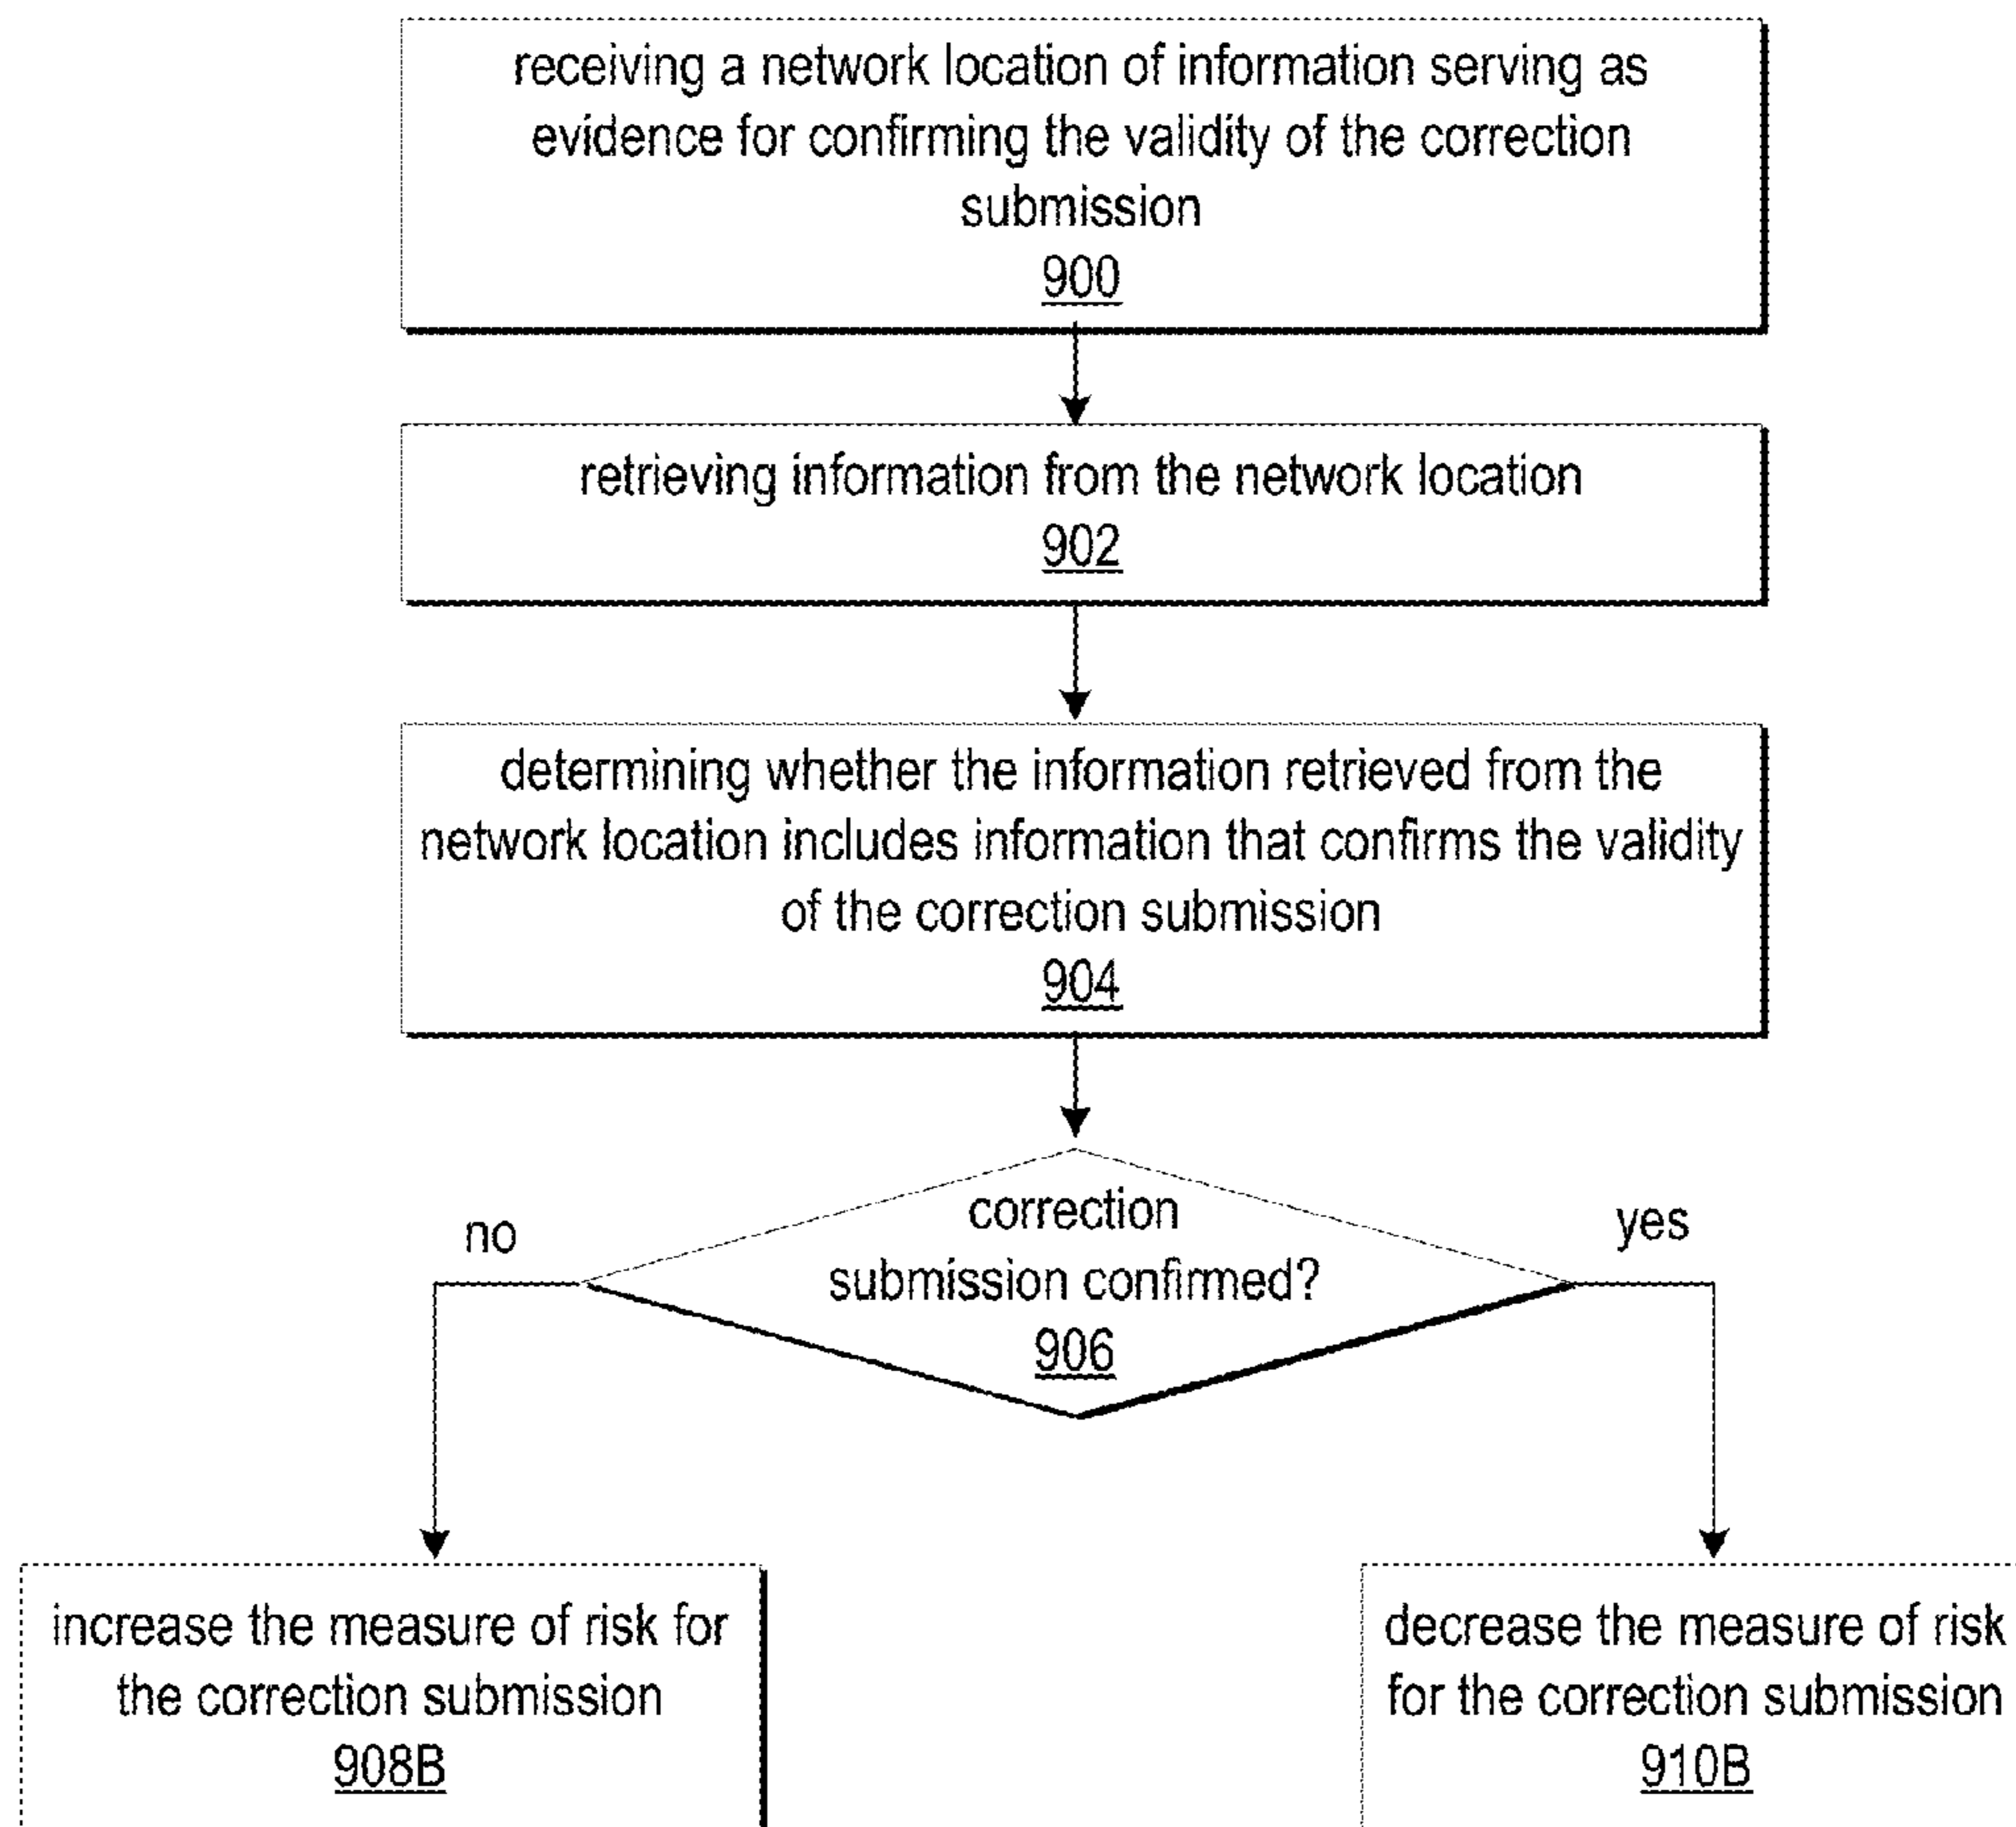 receiving a network location of information serving as
evidence for confirming the validity of the correction
submission
900
retrieving information from the network location
902
determining whether the information retrieved from the
network location includes information that confirms the validity
of the correction submission
904
no
correction
submission confirmed?
906
yes
increase the measure of risk for
the correction submission
908B
decrease the measure of risk
for the correction submission
910B